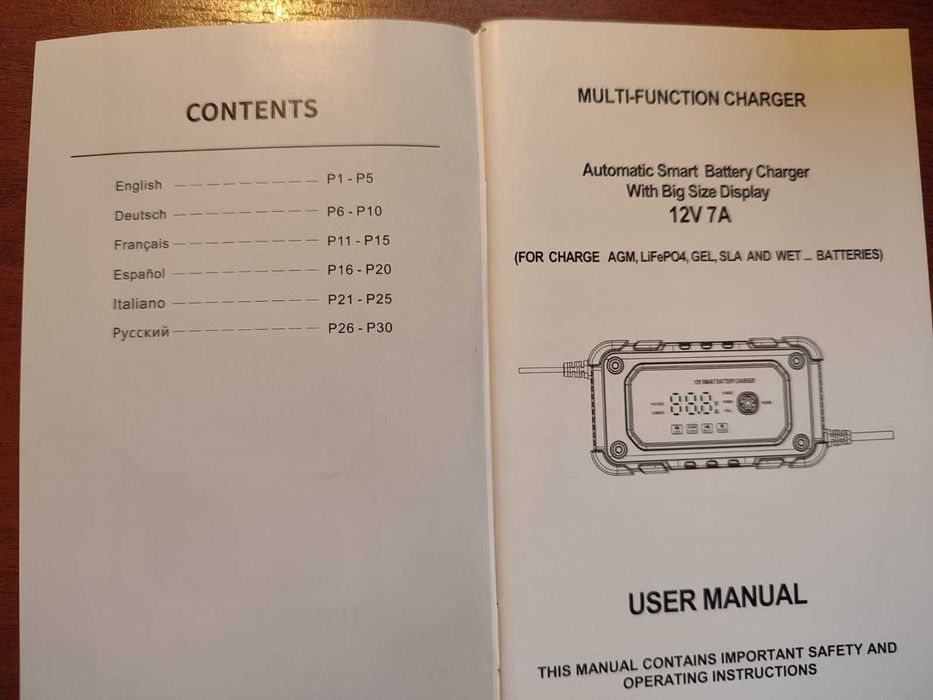 CONTENTS
English P1 - P5
Deutsch P6 - P10
Français P11 - P15
Español P16 - P20
Italiano P21 - P25
Русский P26 - P30
MULTI-FUNCTION CHARGER
Automatic Smart Battery Charger
With Big Size Display
12V 7A
(FOR CHARGE AGM, LiFePO4, GEL, SLA AND WET ... BATTERIES)
12V SMART BATTERY CHARGER
USER MANUAL
THIS MANUAL CONTAINS IMPORTANT SAFETY AND
OPERATING INSTRUCTIONS